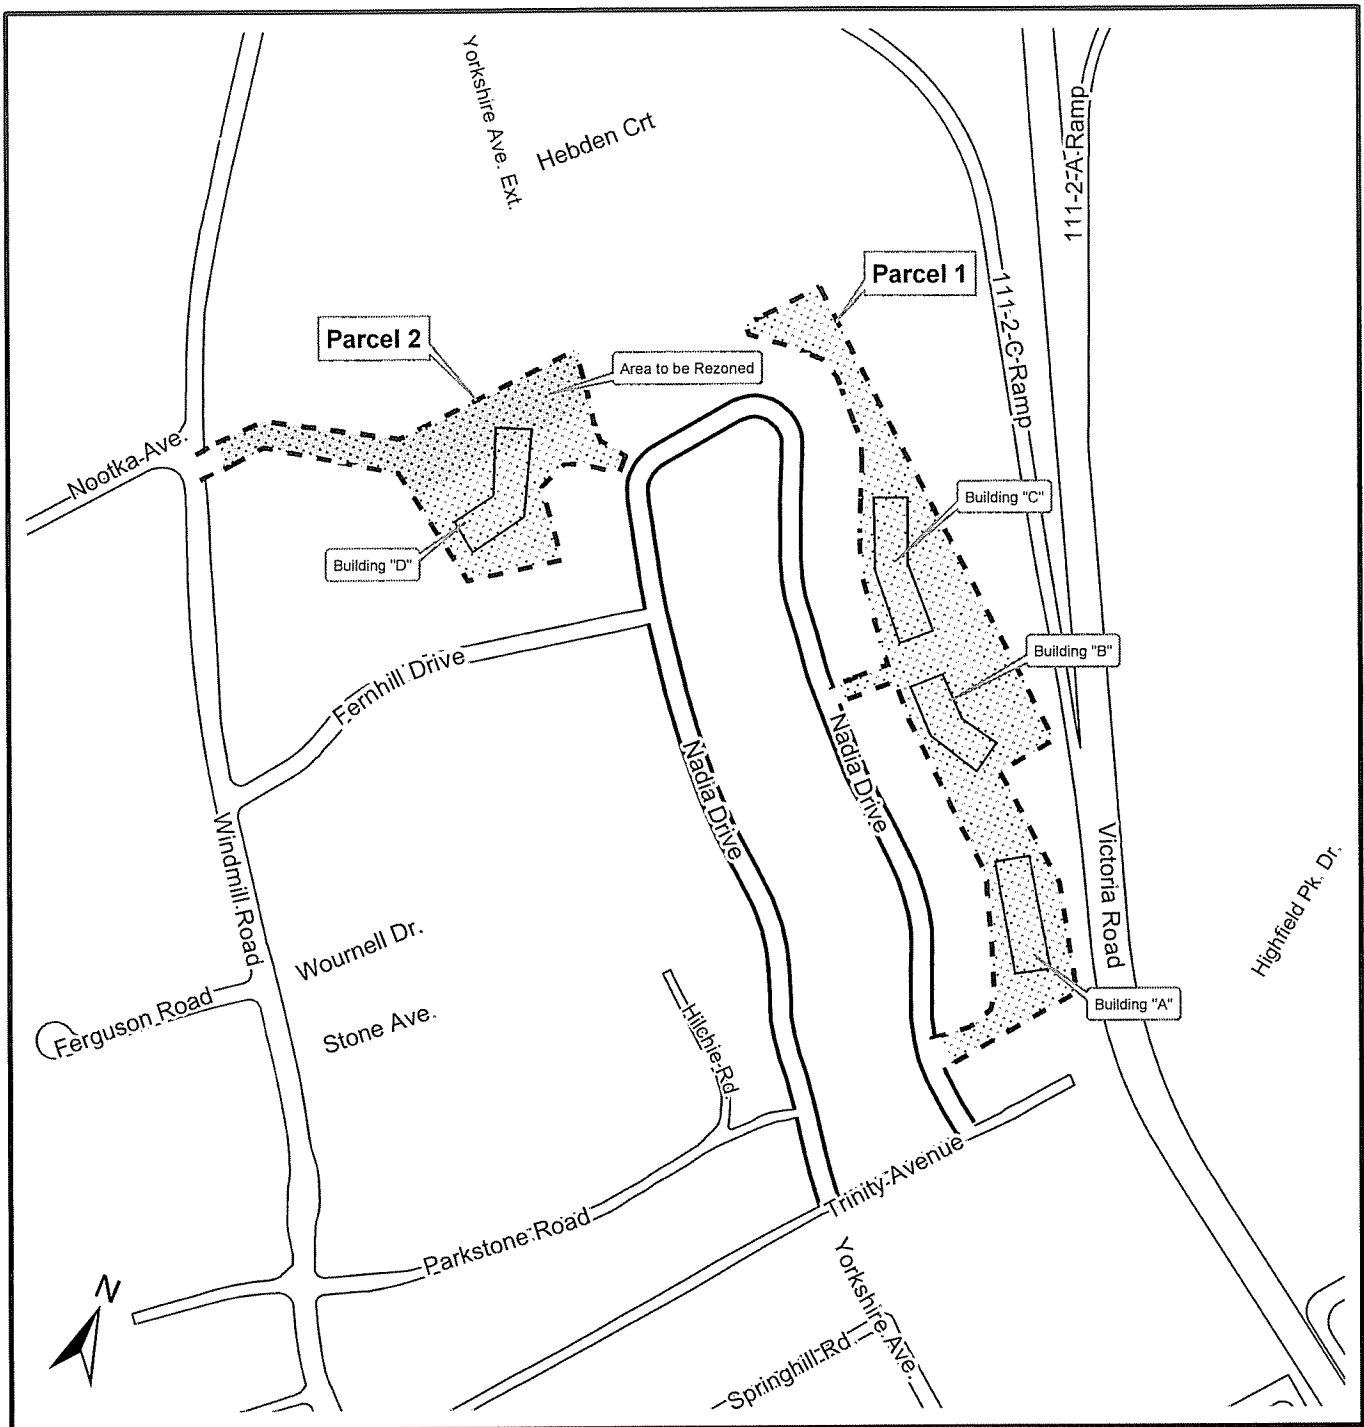 Yorkshire Ave. Ext.
Hebden Crt
111-2-A-Ramp
Parcel 1
111-2-C-Ramp
Parcel 2
Area to be Rezoned
Nootka-Ave.
Building "C"
Building "D"
Building "B"
Fernhill Drive
Nadia Drive
Nadia Drive
Windmill Road
Victoria Road
Highfield Pk. Dr.
Wournell Dr.
Building "A"
Ferguson Road
Stone Ave.
Hilchie-Rd.
Trinity Avenue
Parkstone Road
Yorkshire Ave.
Springhill-Rd.
N